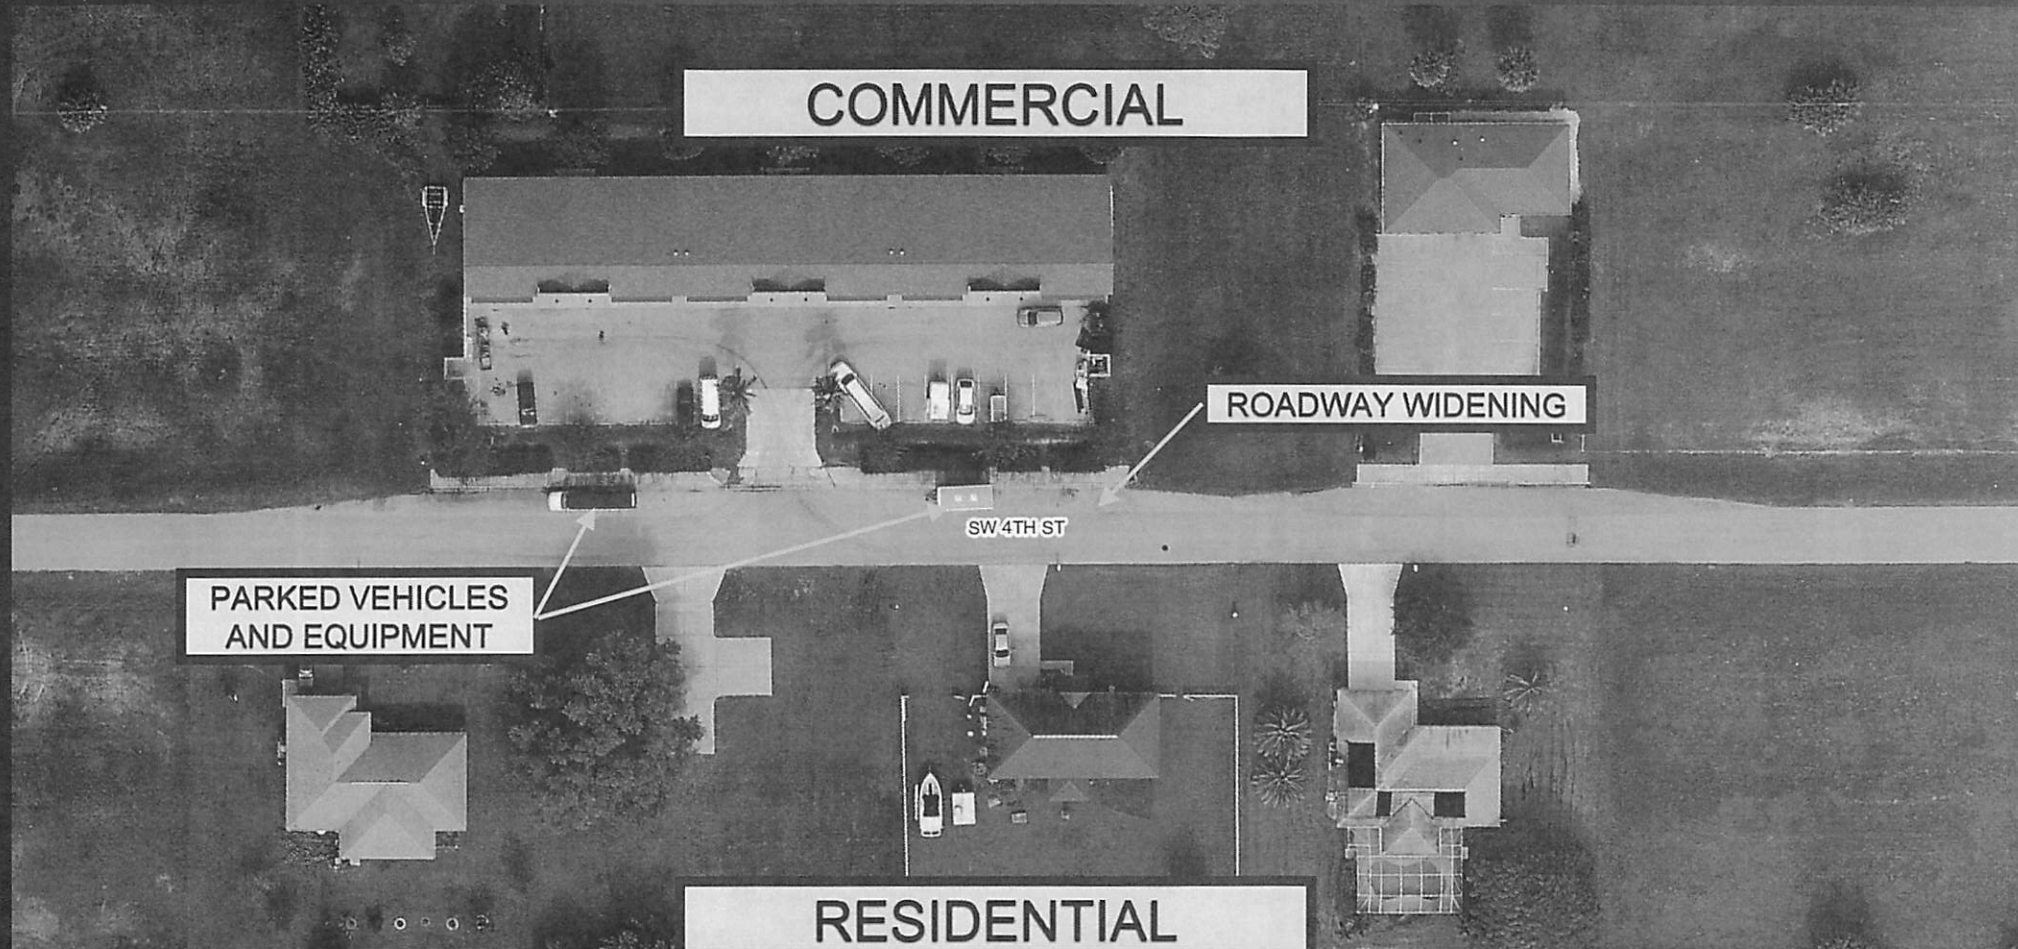 COMMERCIAL
ROADWAY WIDENING
SW 4TH ST
PARKED VEHICLES
AND EQUIPMENT
RESIDENTIAL